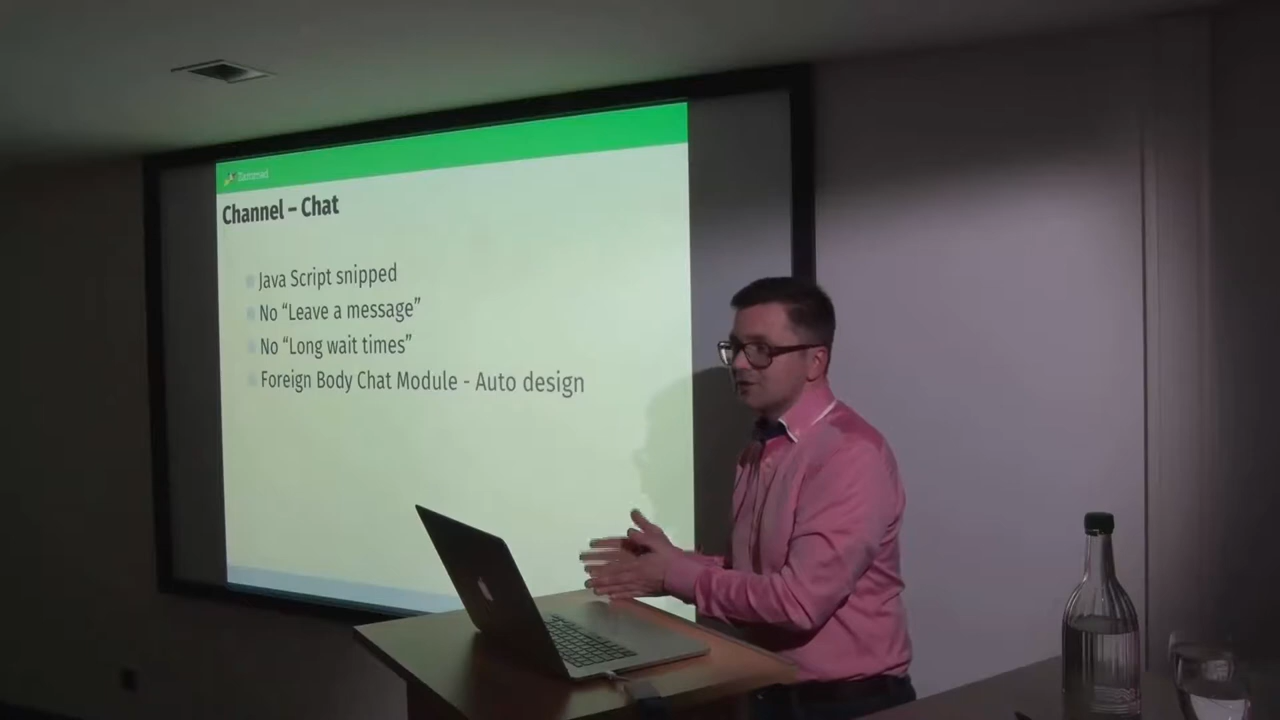 Channel – Chat
Java Script snipped
No “Leave a message”
No “Long wait times”
Foreign Body Chat Module - Auto design